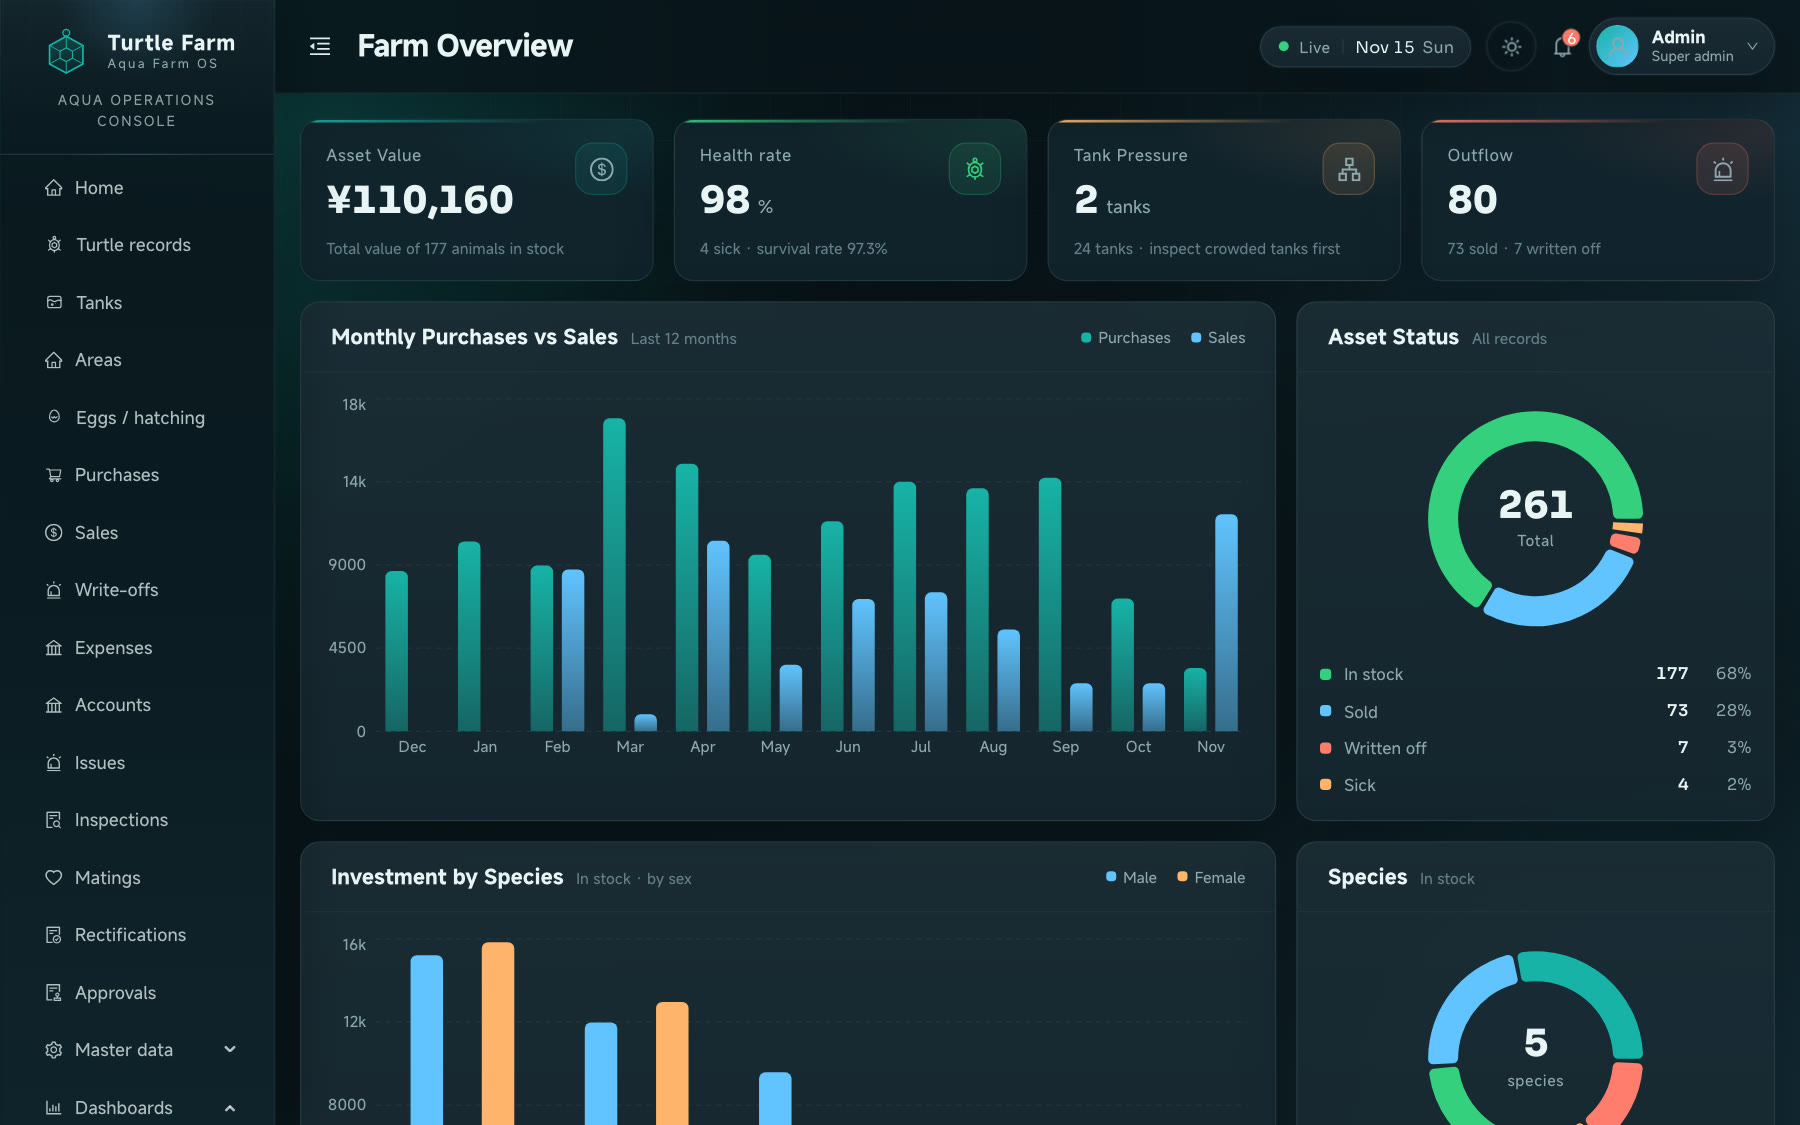 Turtle Farm
Aqua Farm OS
AQUA OPERATIONS
CONSOLE
Home
Turtle records
Tanks
Areas
Eggs / hatching
Purchases
Sales
Write-offs
Expenses
Accounts
Issues
Inspections
Matings
Rectifications
Approvals
Master data
Dashboards
Farm Overview
Live Nov 15 Sun
6
Admin
Super admin
Asset Value
¥110,160
Total value of 177 animals in stock
Health rate
98 %
4 sick · survival rate 97.3%
Tank Pressure
2 tanks
24 tanks · inspect crowded tanks first
Outflow
80
73 sold · 7 written off
Monthly Purchases vs Sales Last 12 months
Purchases Sales
18k
14k
9000
4500
0
Dec Jan Feb Mar Apr May Jun Jul Aug Sep Oct Nov
Asset Status All records
261
Total
In stock 177 68%
Sold 73 28%
Written off 7 3%
Sick 4 2%
Investment by Species In stock · by sex
Male Female
16k
12k
8000
Species In stock
5
species